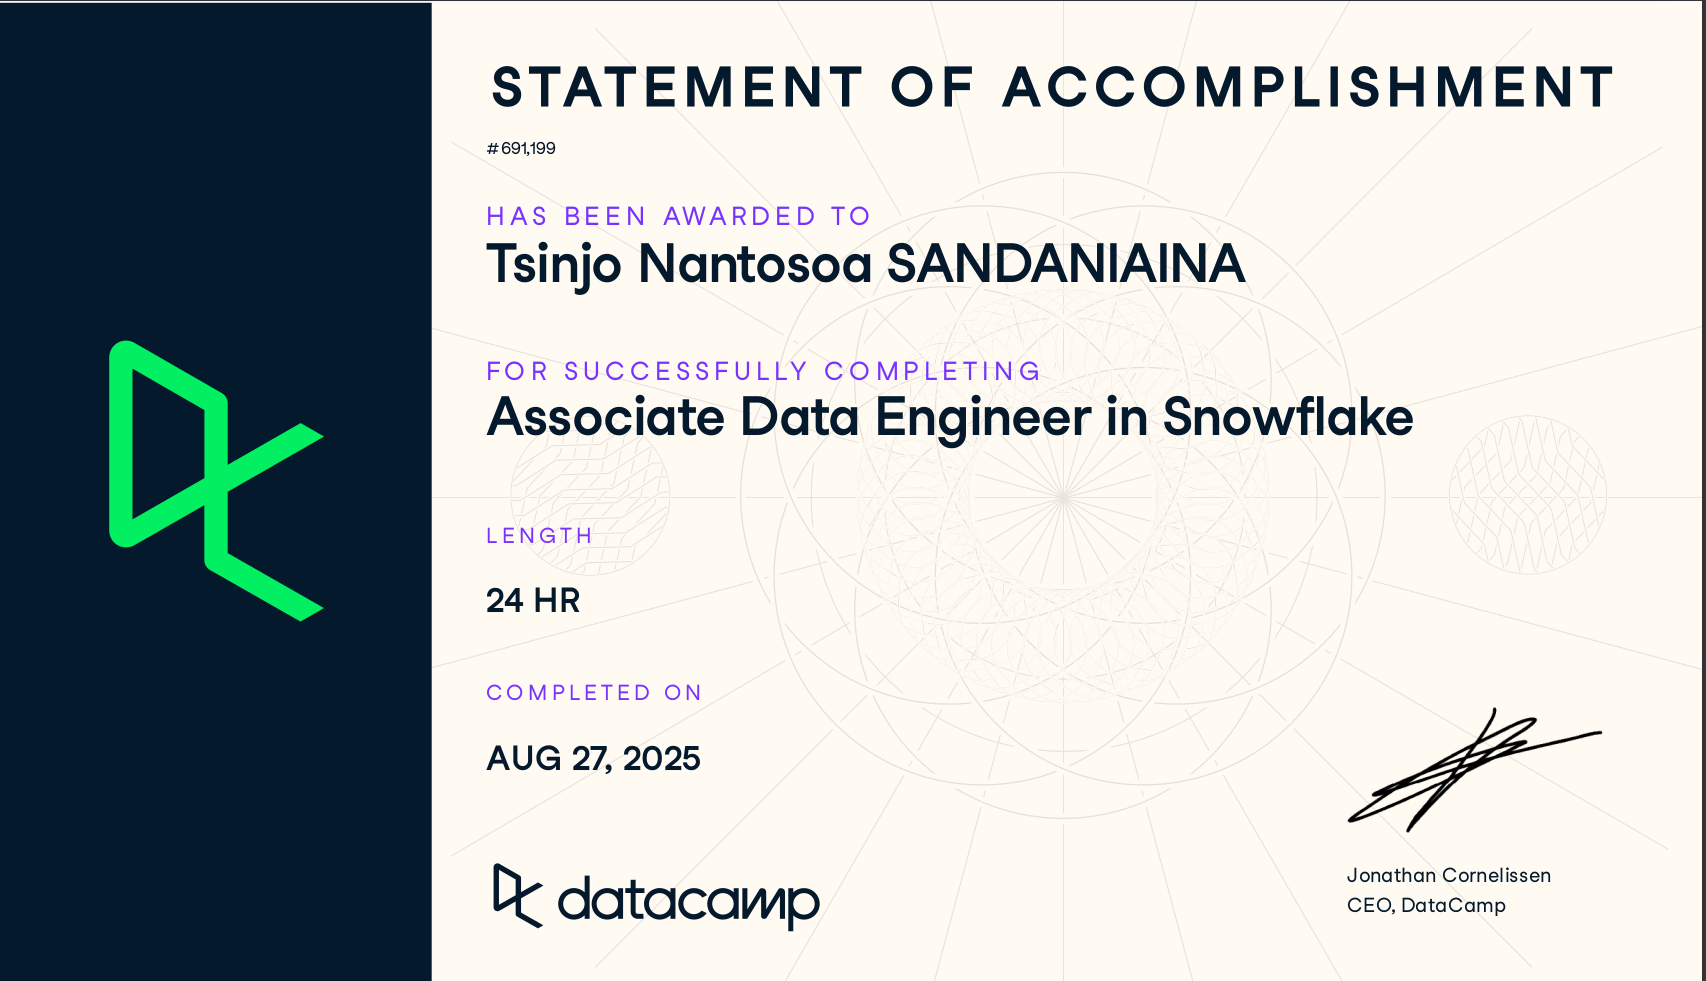 STATEMENT OF ACCOMPLISHMENT
#691,199
HAS BEEN AWARDED TO
Tsinjo Nantosoa SANDANIAINA
FOR SUCCESSFULLY COMPLETING
Associate Data Engineer in Snowflake
LENGTH
24 HR
COMPLETED ON
AUG 27, 2025
datacamp
Jonathan Cornelissen
CEO, DataCamp